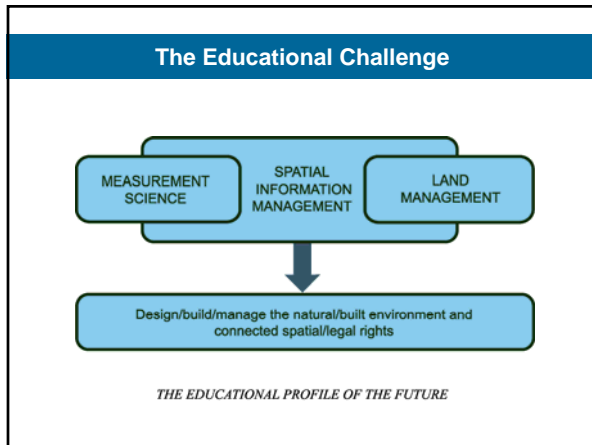 The Educational Challenge
MEASUREMENT
SCIENCE
SPATIAL
INFORMATION
MANAGEMENT
LAND
MANAGEMENT
Design/build/manage the natural/built environment and
connected spatial/legal rights
THE EDUCATIONAL PROFILE OF THE FUTURE